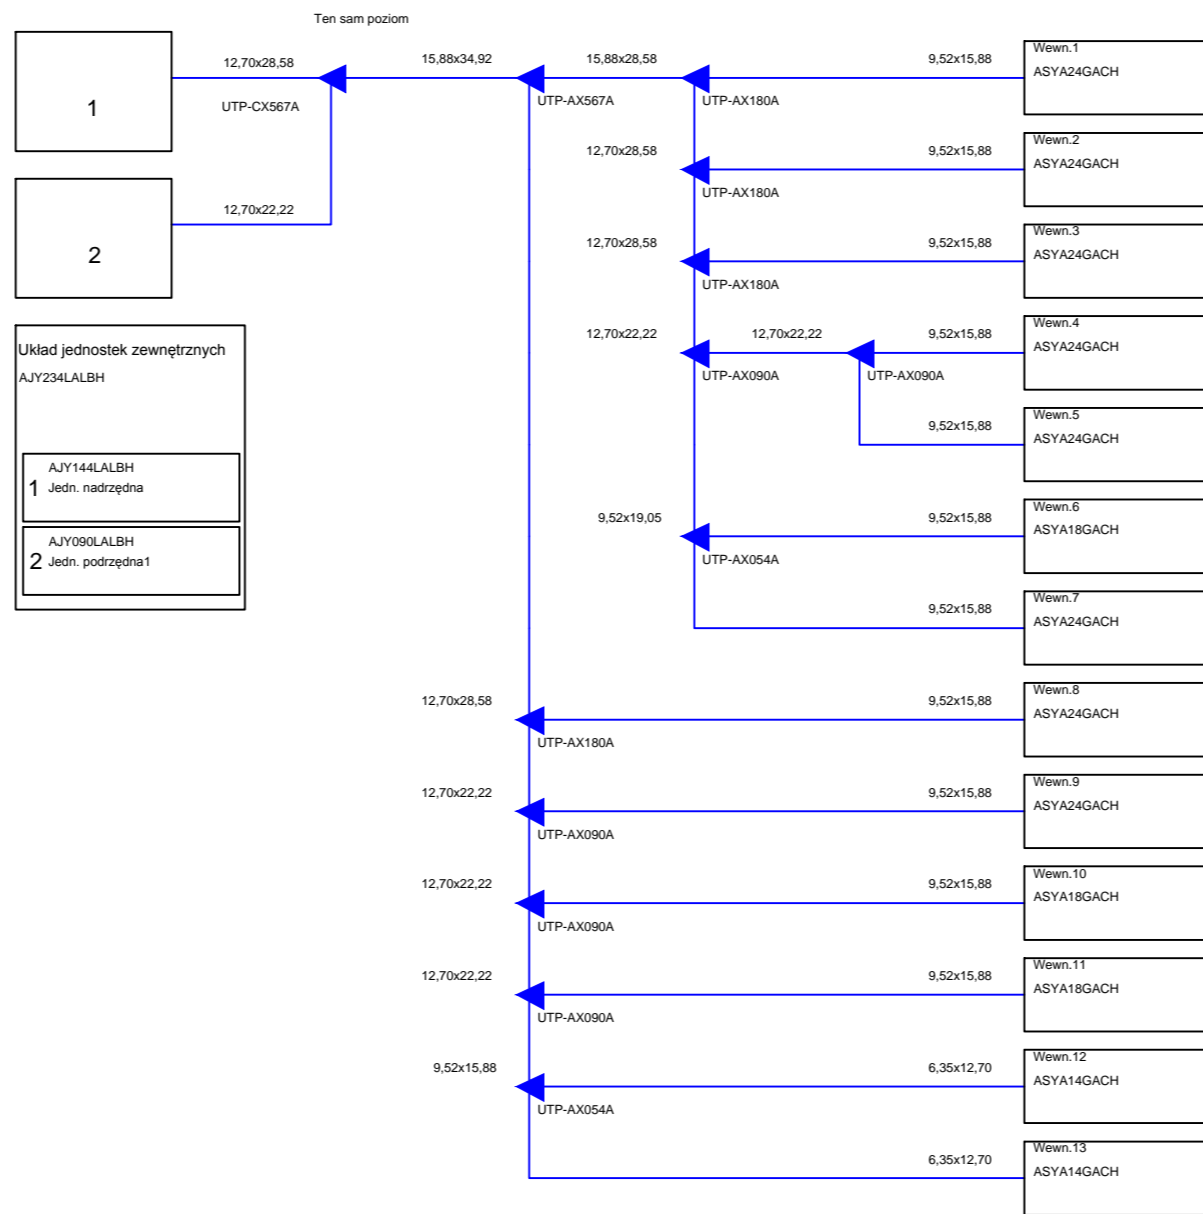 Ten sam poziom
12,70x28,58
15,88x34,92
15,88x28,58
9,52x15,88
Wewn.1
ASYA24GACH
1
UTP-CX567A
UTP-AX567A
UTP-AX180A
12,70x28,58
9,52x15,88
Wewn.2
ASYA24GACH
UTP-AX180A
12,70x22,22
2
12,70x28,58
9,52x15,88
Wewn.3
ASYA24GACH
UTP-AX180A
12,70x22,22
12,70x22,22
9,52x15,88
Wewn.4
ASYA24GACH
UTP-AX090A
UTP-AX090A
Układ jednostek zewnętrznych
AJY234LALBH
9,52x15,88
Wewn.5
ASYA24GACH
AJY144LALBH
1 Jedn. nadrzędna
AJY090LALBH
2 Jedn. podrzędna1
9,52x19,05
9,52x15,88
Wewn.6
ASYA18GACH
UTP-AX054A
9,52x15,88
Wewn.7
ASYA24GACH
12,70x28,58
9,52x15,88
Wewn.8
ASYA24GACH
UTP-AX180A
12,70x22,22
9,52x15,88
Wewn.9
ASYA24GACH
UTP-AX090A
12,70x22,22
9,52x15,88
Wewn.10
ASYA18GACH
UTP-AX090A
12,70x22,22
9,52x15,88
Wewn.11
ASYA18GACH
UTP-AX090A
9,52x15,88
6,35x12,70
Wewn.12
ASYA14GACH
UTP-AX054A
6,35x12,70
Wewn.13
ASYA14GACH